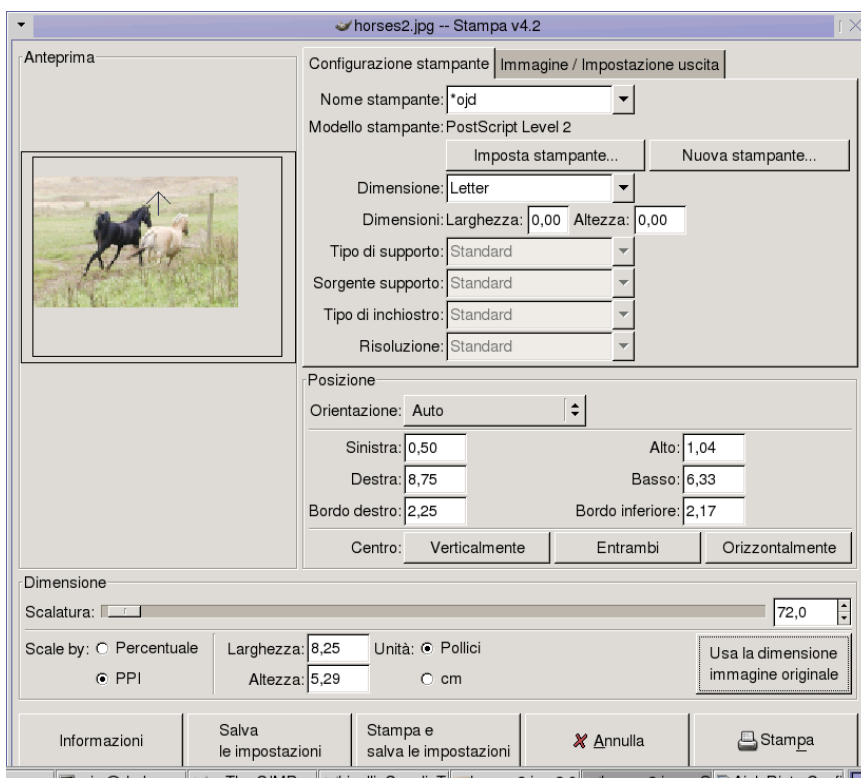 horses2.jpg -- Stampa v4.2
Anteprima
Configurazione stampante Immagine / Impostazione uscita
Nome stampante: *ojd
Modello stampante: PostScript Level 2
Imposta stampante... Nuova stampante...
Dimensione: Letter
Dimensioni: Larghezza: 0,00 Altezza: 0,00
Tipo di supporto: Standard
Sorgente supporto: Standard
Tipo di inchiostro: Standard
Risoluzione: Standard
Posizione
Orientazione: Auto
Sinistra: 0,50 Alto: 1,04
Destra: 8,75 Basso: 6,33
Bordo destro: 2,25 Bordo inferiore: 2,17
Centro: Verticalmente Entrambi Orizzontalmente
Dimensione
Scalatura: 72,0
Scale by: Percentuale Larghezza: 8,25 Unità: Pollici
PPI Altezza: 5,29 cm
Usa la dimensione
immagine originale
Informazioni
Salva
le impostazioni
Stampa e
salva le impostazioni
Annulla
Stampa